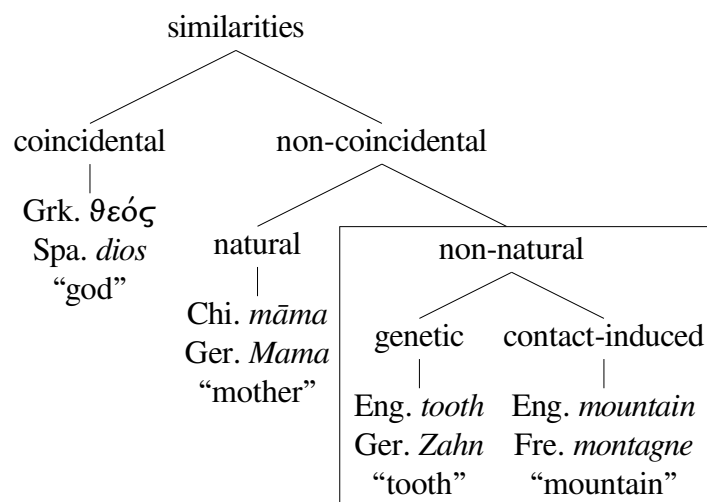 similarities
coincidental non-coincidental
Grk. ϑεός
Spa. dios
“god”
natural non-natural
Chi. māma
Ger. Mama
“mother”
genetic contact-induced
Eng. tooth
Ger. Zahn
“tooth”
Eng. mountain
Fre. montagne
“mountain”